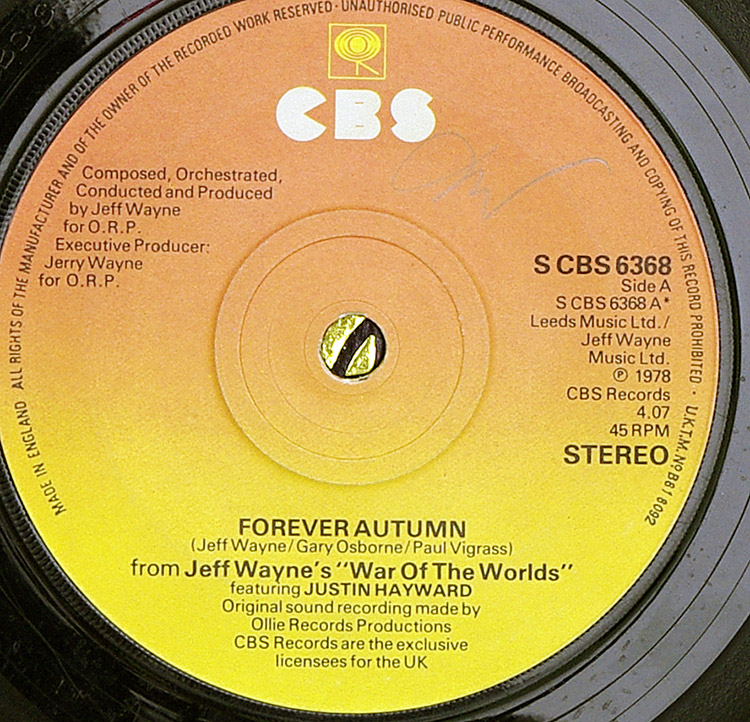 ALL RIGHTS OF THE MANUFACTURER AND OF THE OWNER OF THE RECORDED WORK RESERVED · UNAUTHORISED PUBLIC PERFORMANCE BROADCASTING AND COPYING OF THIS RECORD PROHIBITED · U.K.T.M. Nº B618092
MADE IN ENGLAND
CBS
Composed, Orchestrated,
Conducted and Produced
by Jeff Wayne
for O.R.P.
Executive Producer:
Jerry Wayne
for O.R.P.
S CBS 6368
Side A
S CBS 6368 A*
Leeds Music Ltd./
Jeff Wayne
Music Ltd.
℗ 1978
CBS Records
4.07
45 RPM
STEREO
FOREVER AUTUMN
(Jeff Wayne/Gary Osborne/Paul Vigrass)
from Jeff Wayne's "War Of The Worlds"
featuring JUSTIN HAYWARD
Original sound recording made by
Ollie Records Productions
CBS Records are the exclusive
licensees for the UK